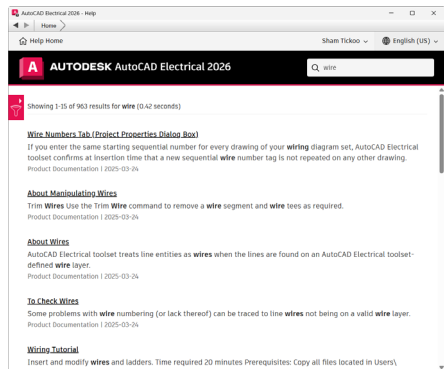 AutoCAD Electrical 2026 - Help
Home
Help Home
Sham Tickoo
English (US)
A AUTODESK AutoCAD Electrical 2026
wire
Showing 1-15 of 963 results for wire (0.42 seconds)
Wire Numbers Tab (Project Properties Dialog Box)
If you enter the same starting sequential number for every drawing of your wiring diagram set, AutoCAD Electrical
toolset confirms at insertion time that a new sequential wire number tag is not repeated on any other drawing.
Product Documentation | 2025-03-24
About Manipulating Wires
Trim Wires Use the Trim Wire command to remove a wire segment and wire tees as required.
Product Documentation | 2025-03-24
About Wires
AutoCAD Electrical toolset treats line entities as wires when the lines are found on an AutoCAD Electrical toolset-
defined wire layer.
Product Documentation | 2025-03-24
To Check Wires
Some problems with wire numbering (or lack thereof) can be traced to line wires not being on a valid wire layer.
Product Documentation | 2025-03-24
Wiring Tutorial
Insert and modify wires and ladders. Time required 20 minutes Prerequisites: Copy all files located in Users\